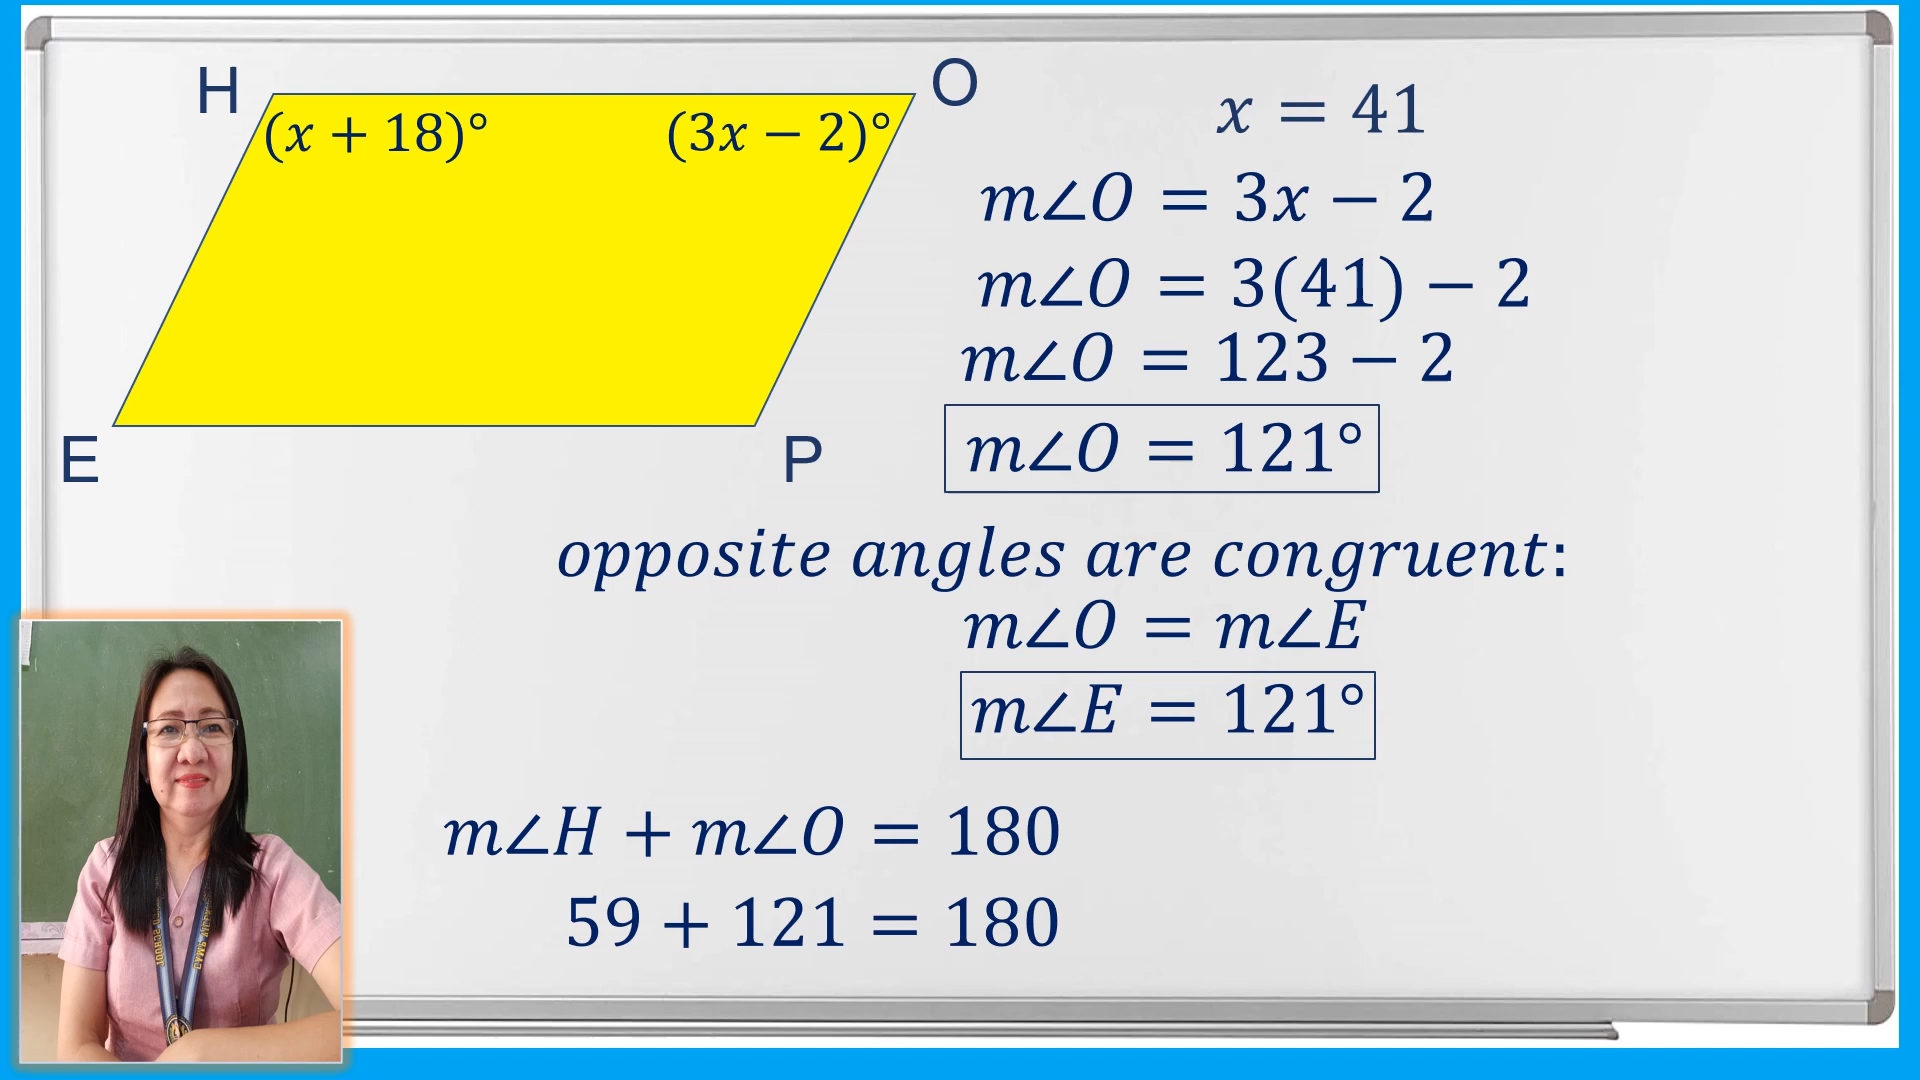 H
O
(x + 18)°
(3x − 2)°
E
P
x = 41
m∠O = 3x − 2
m∠O = 3(41) − 2
m∠O = 123 − 2
m∠O = 121°
opposite angles are congruent:
m∠O = m∠E
m∠E = 121°
m∠H + m∠O = 180
59 + 121 = 180